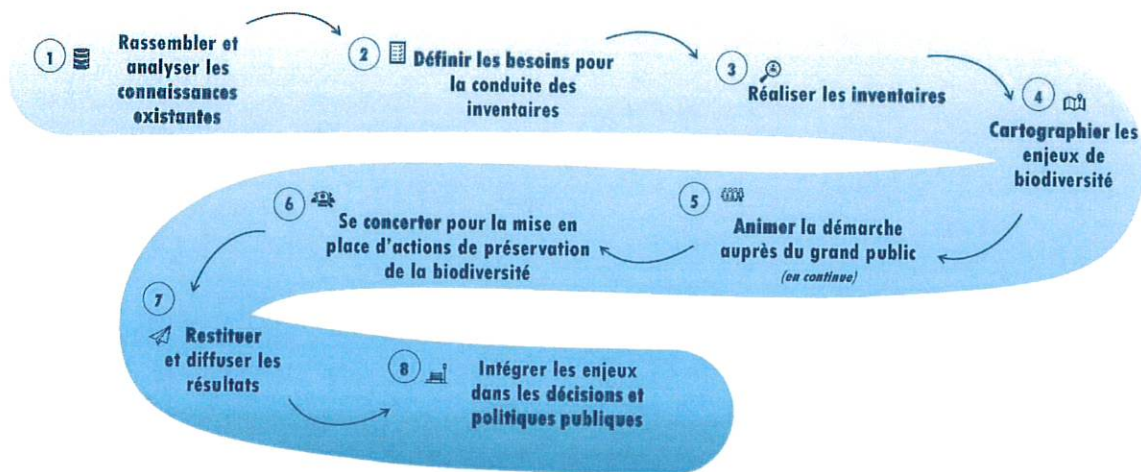 1
Rassembler et
analyser les
connaissances
existantes
2
Définir les besoins pour
la conduite des
inventaires
3
Réaliser les inventaires
4
Cartographier les
enjeux de
biodiversité
5
Animer la démarche
auprès du grand public
(en continue)
6
Se concerter pour la mise en
place d'actions de préservation
de la biodiversité
7
Restituer
et diffuser les
résultats
8
Intégrer les enjeux
dans les décisions et
politiques publiques